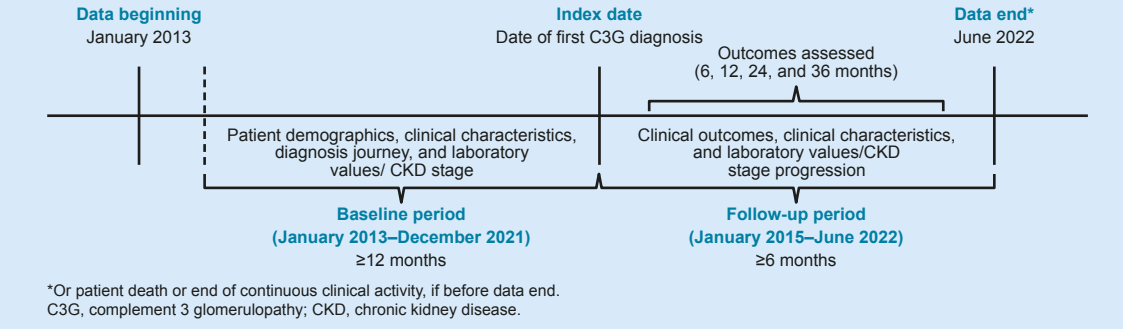 Data beginning
January 2013
Index date
Date of first C3G diagnosis
Data end*
June 2022
Outcomes assessed
(6, 12, 24, and 36 months)
Patient demographics, clinical characteristics,
diagnosis journey, and laboratory
values/ CKD stage
Clinical outcomes, clinical characteristics,
and laboratory values/CKD
stage progression
Baseline period
(January 2013–December 2021)
≥12 months
Follow-up period
(January 2015–June 2022)
≥6 months
*Or patient death or end of continuous clinical activity, if before data end.
C3G, complement 3 glomerulopathy; CKD, chronic kidney disease.